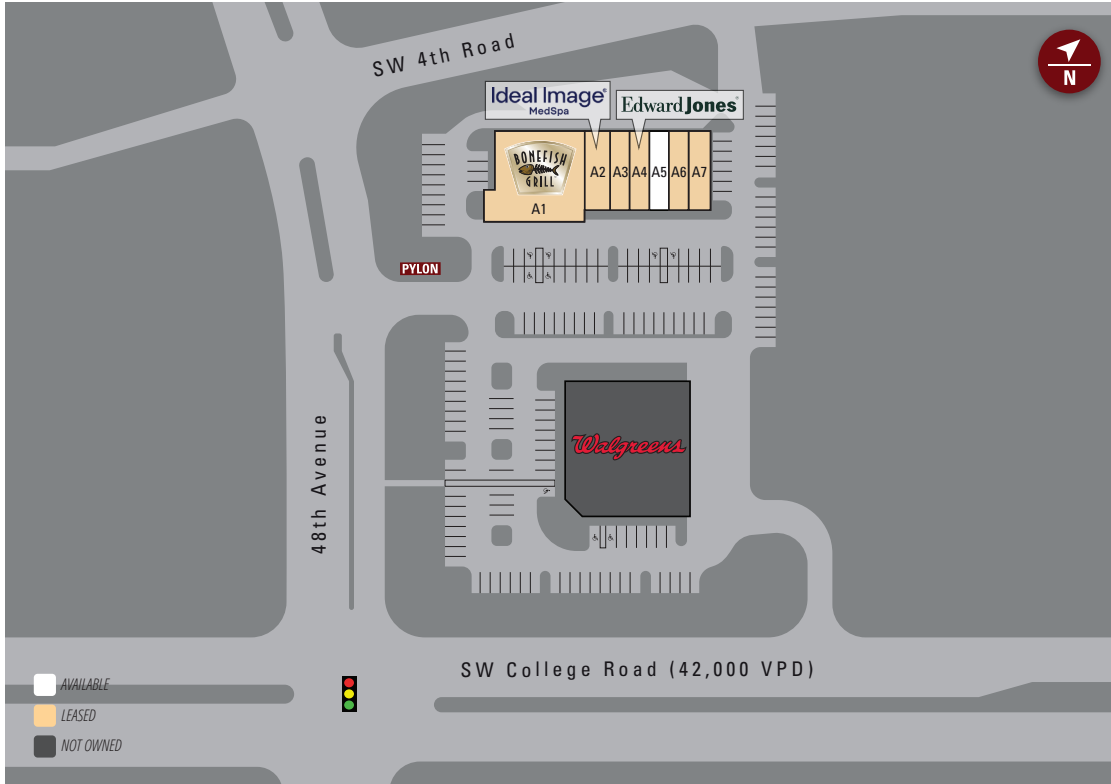 SW 4th Road
N
Ideal Image®
MedSpa
Edward Jones®
BONEFISH
GRILL
A1
A2
A3
A4
A5
A6
A7
PYLON
Walgreens
48th Avenue
SW College Road (42,000 VPD)
AVAILABLE
LEASED
NOT OWNED